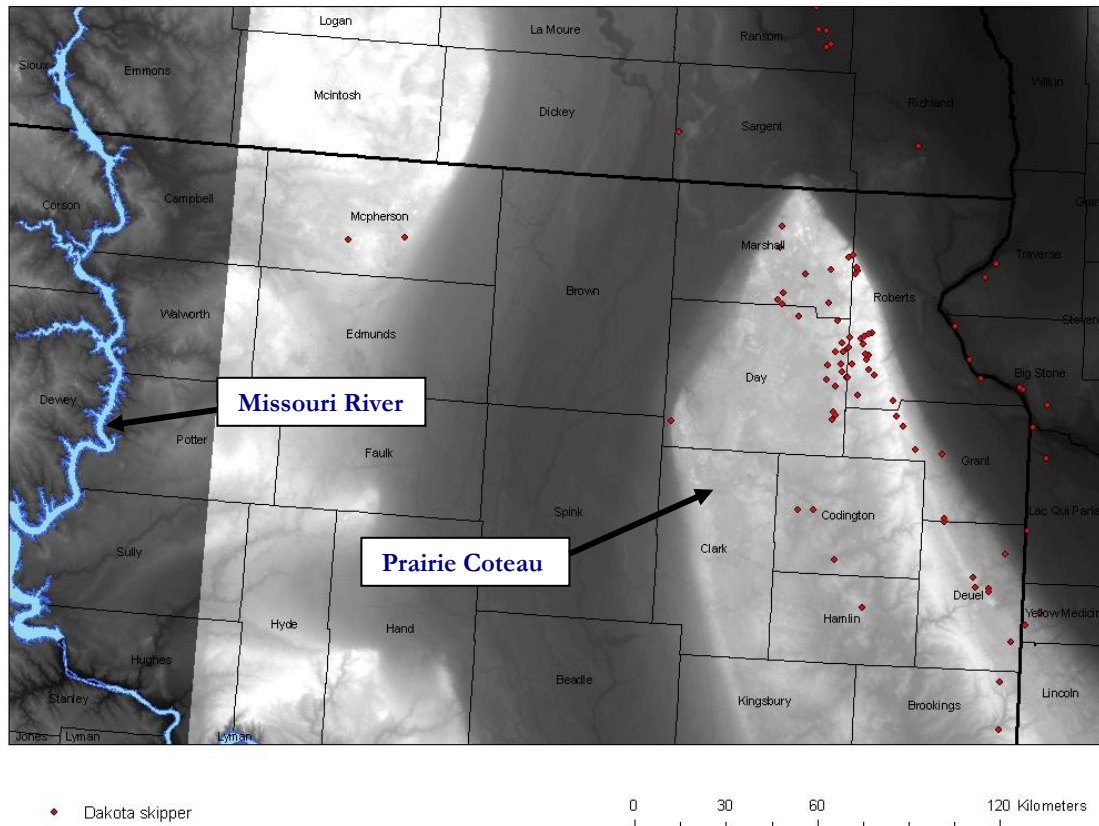 Logan
La Moure
Ransom
Sioux
Emmons
Wilkin
Mcintosh
Dickey
Sargent
Richland
Corson
Campbell
Mcpherson
Marshall
Traverse
Brown
Roberts
Walworth
Edmunds
Big Stone
Day
Dewey
Missouri River
Potter
Faulk
Grant
Spink
Codington
Lac Qui Parle
Sully
Clark
Prairie Coteau
Deuel
Yellow Medicin
Hyde
Hand
Hamlin
Hughes
Beadle
Stanley
Kingsbury
Brookings
Lincoln
Jones
Lyman
Lyman
Dakota skipper
0 30 60 120 Kilometers